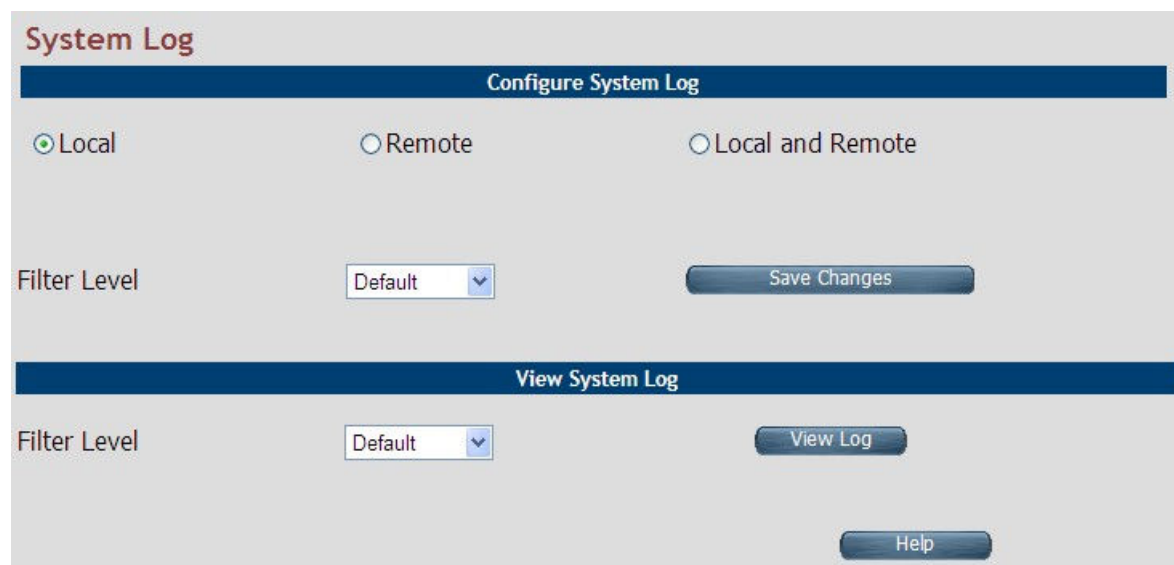 System Log
Configure System Log
Local Remote Local and Remote
Filter Level Default Save Changes
View System Log
Filter Level Default View Log
Help